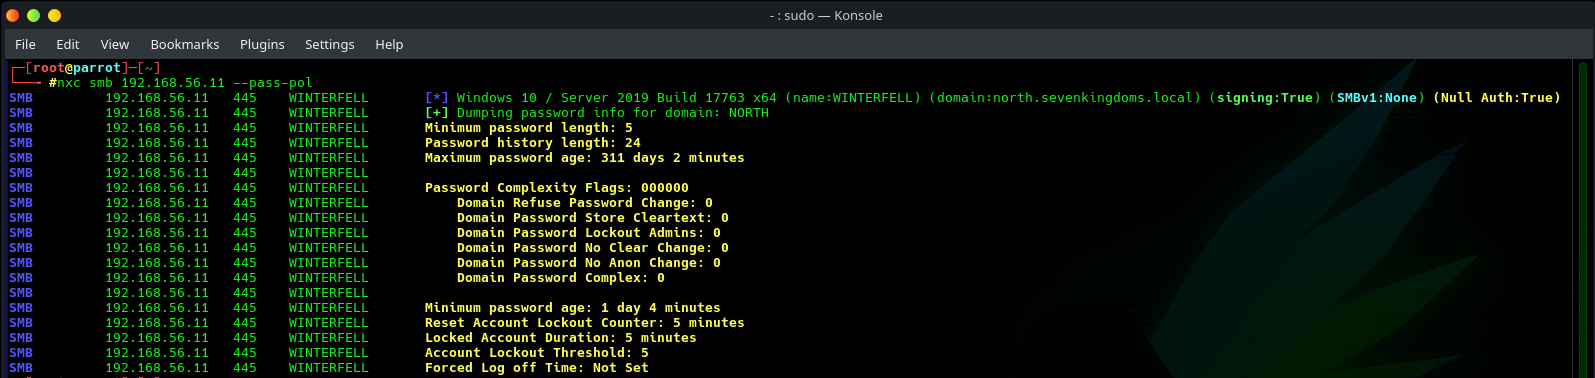 - : sudo — Konsole
File Edit View Bookmarks Plugins Settings Help
┌─[root@parrot]─[~]
└──╼ #nxc smb 192.168.56.11 --pass-pol
SMB 192.168.56.11 445 WINTERFELL [*] Windows 10 / Server 2019 Build 17763 x64 (name:WINTERFELL) (domain:north.sevenkingdoms.local) (signing:True) (SMBv1:None) (Null Auth:True)
SMB 192.168.56.11 445 WINTERFELL [+] Dumping password info for domain: NORTH
SMB 192.168.56.11 445 WINTERFELL Minimum password length: 5
SMB 192.168.56.11 445 WINTERFELL Password history length: 24
SMB 192.168.56.11 445 WINTERFELL Maximum password age: 311 days 2 minutes
SMB 192.168.56.11 445 WINTERFELL
SMB 192.168.56.11 445 WINTERFELL Password Complexity Flags: 000000
SMB 192.168.56.11 445 WINTERFELL Domain Refuse Password Change: 0
SMB 192.168.56.11 445 WINTERFELL Domain Password Store Cleartext: 0
SMB 192.168.56.11 445 WINTERFELL Domain Password Lockout Admins: 0
SMB 192.168.56.11 445 WINTERFELL Domain Password No Clear Change: 0
SMB 192.168.56.11 445 WINTERFELL Domain Password No Anon Change: 0
SMB 192.168.56.11 445 WINTERFELL Domain Password Complex: 0
SMB 192.168.56.11 445 WINTERFELL
SMB 192.168.56.11 445 WINTERFELL Minimum password age: 1 day 4 minutes
SMB 192.168.56.11 445 WINTERFELL Reset Account Lockout Counter: 5 minutes
SMB 192.168.56.11 445 WINTERFELL Locked Account Duration: 5 minutes
SMB 192.168.56.11 445 WINTERFELL Account Lockout Threshold: 5
SMB 192.168.56.11 445 WINTERFELL Forced Log off Time: Not Set